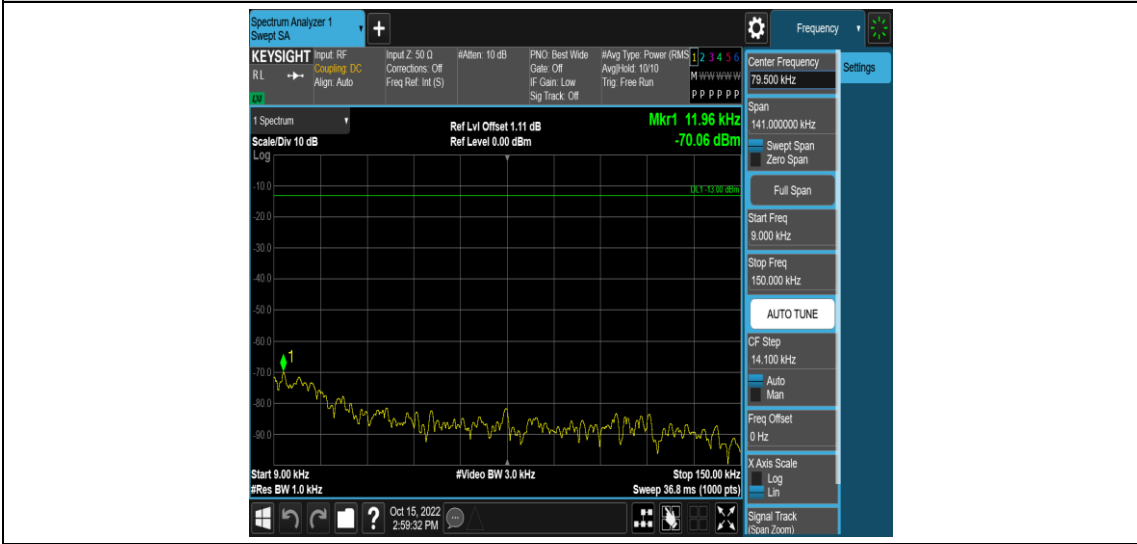 Spectrum Analyzer 1
Swept SA
Frequency
KEYSIGHT
RL
LXI
Input: RF
Coupling: DC
Align: Auto
Input Z: 50 Ω
Corrections: Off
Freq Ref: Int (S)
#Atten: 10 dB
PNO: Best Wide
Gate: Off
IF Gain: Low
Sig Track: Off
#Avg Type: Power (RMS
Avg|Hold: 10/10
Trig: Free Run
1 2 3 4 5 6
M W W W W W
P P P P P P
1 Spectrum
Scale/Div 10 dB
Log
Ref Lvl Offset 1.11 dB
Ref Level 0.00 dBm
Mkr1 11.96 kHz
-70.06 dBm
DL1 -13.00 dBm
-10.0
-20.0
-30.0
-40.0
-50.0
-60.0
-70.0
-80.0
-90.0
1
Start 9.00 kHz
#Res BW 1.0 kHz
#Video BW 3.0 kHz
Stop 150.00 kHz
Sweep 36.8 ms (1000 pts)
Oct 15, 2022
2:59:32 PM
Center Frequency
79.500 kHz
Settings
Span
141.000000 kHz
Swept Span
Zero Span
Full Span
Start Freq
9.000 kHz
Stop Freq
150.000 kHz
AUTO TUNE
CF Step
14.100 kHz
Auto
Man
Freq Offset
0 Hz
X Axis Scale
Log
Lin
Signal Track
(Span Zoom)